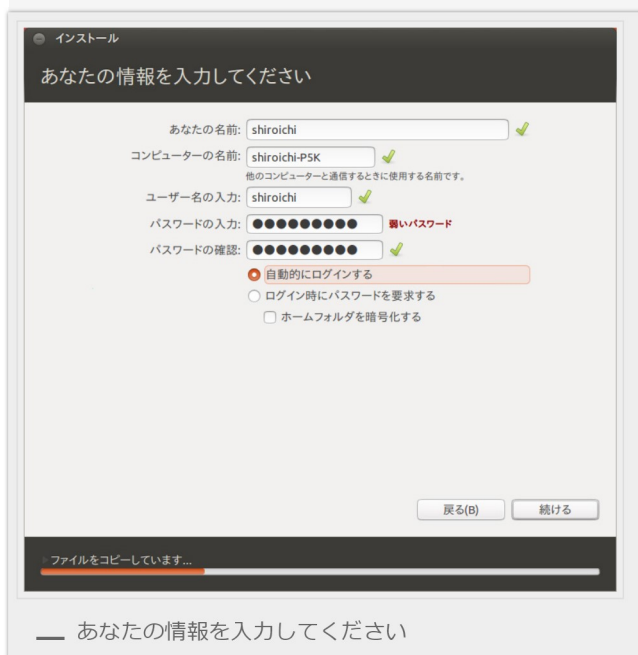 インストール
あなたの情報を入力してください
あなたの名前: shiroichi
コンピューターの名前: shiroichi-P5K
他のコンピューターと通信するときに使用する名前です。
ユーザー名の入力: shiroichi
パスワードの入力: ●●●●●●●●● 弱いパスワード
パスワードの確認: ●●●●●●●●●
自動的にログインする
ログイン時にパスワードを要求する
ホームフォルダを暗号化する
戻る(B) 続ける
ファイルをコピーしています...
あなたの情報を入力してください